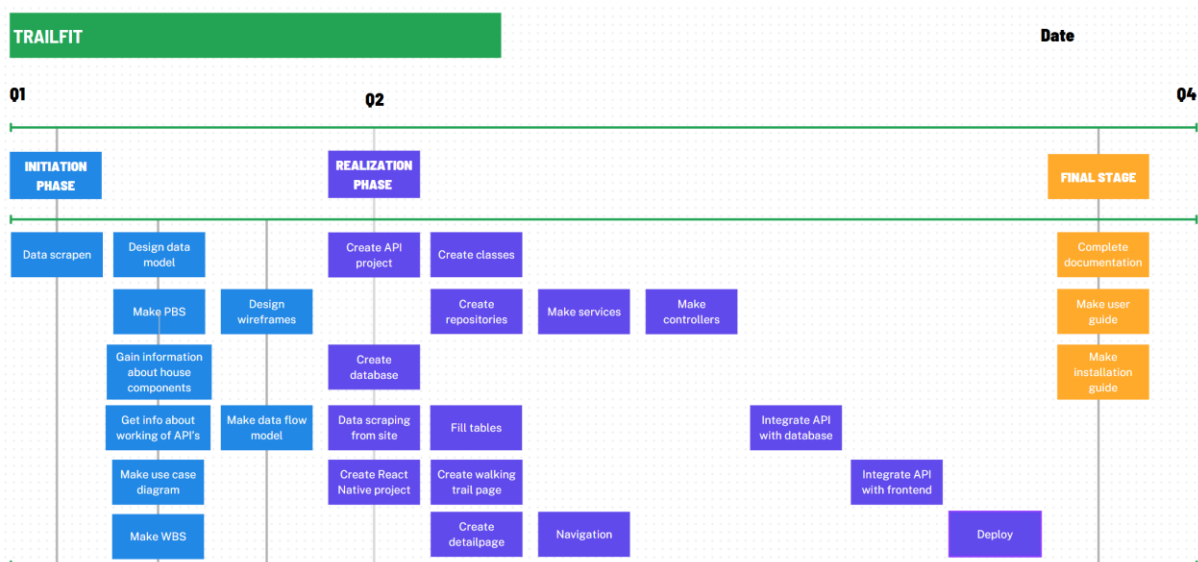 TRAILFIT
Date
Q1
Q2
Q4
INITIATION
PHASE
REALIZATION
PHASE
FINAL STAGE
Data scrapen
Design data
model
Create API
project
Create classes
Complete
documentation
Make PBS
Design
wireframes
Create
repositories
Make services
Make
controllers
Make user
guide
Gain information
about house
components
Create
database
Make
installation
guide
Get info about
working of API's
Make data flow
model
Data scraping
from site
Fill tables
Integrate API
with database
Make use case
diagram
Create React
Native project
Create walking
trail page
Integrate API
with frontend
Make WBS
Create
detailpage
Navigation
Deploy